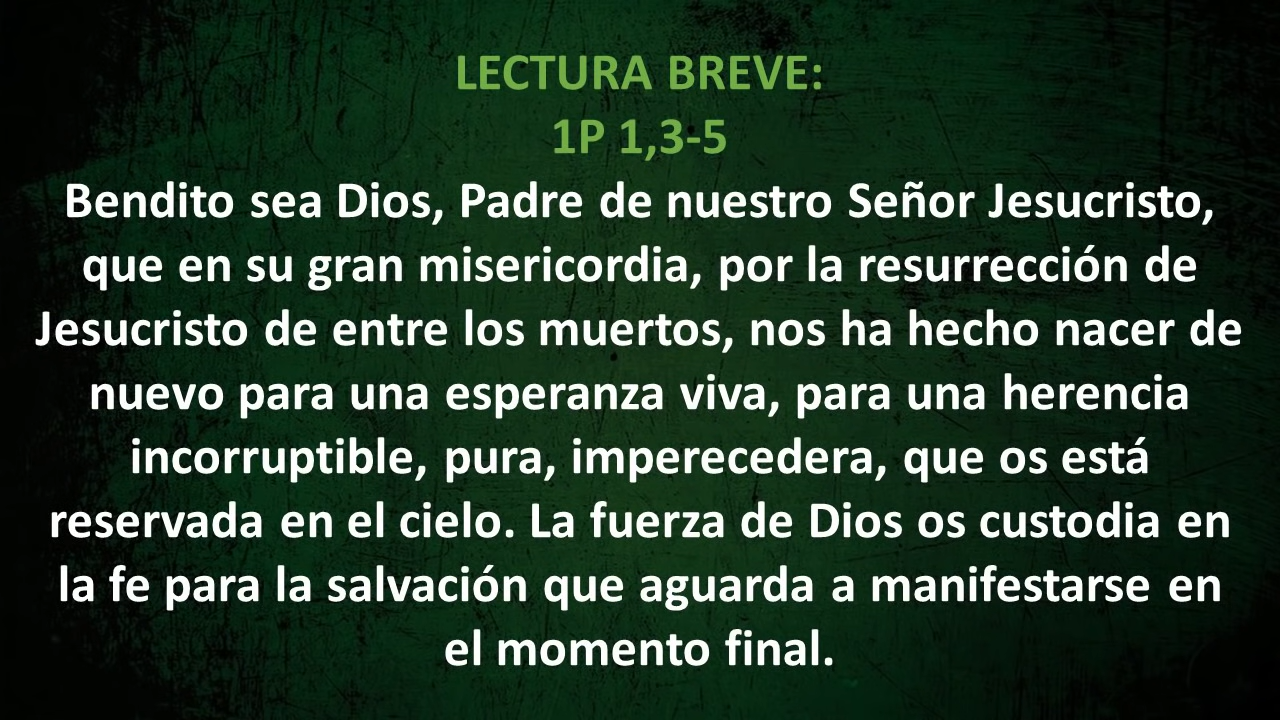 LECTURA BREVE:
1P 1,3-5
Bendito sea Dios, Padre de nuestro Señor Jesucristo,
que en su gran misericordia, por la resurrección de
Jesucristo de entre los muertos, nos ha hecho nacer de
nuevo para una esperanza viva, para una herencia
incorruptible, pura, imperecedera, que os está
reservada en el cielo. La fuerza de Dios os custodia en
la fe para la salvación que aguarda a manifestarse en
el momento final.